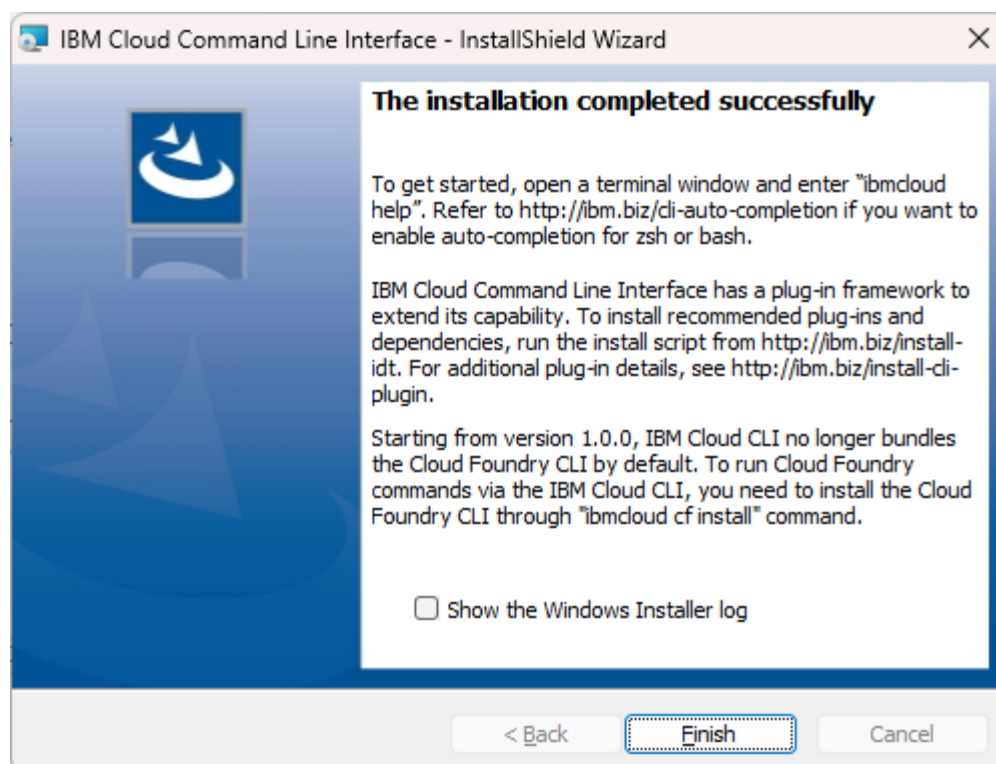 IBM Cloud Command Line Interface - InstallShield Wizard
The installation completed successfully
To get started, open a terminal window and enter “ibmcloud
help”. Refer to http://ibm.biz/cli-auto-completion if you want to
enable auto-completion for zsh or bash.
IBM Cloud Command Line Interface has a plug-in framework to
extend its capability. To install recommended plug-ins and
dependencies, run the install script from http://ibm.biz/install-
idt. For additional plug-in details, see http://ibm.biz/install-cli-
plugin.
Starting from version 1.0.0, IBM Cloud CLI no longer bundles
the Cloud Foundry CLI by default. To run Cloud Foundry
commands via the IBM Cloud CLI, you need to install the Cloud
Foundry CLI through "ibmcloud cf install" command.
Show the Windows Installer log
< Back
Finish
Cancel